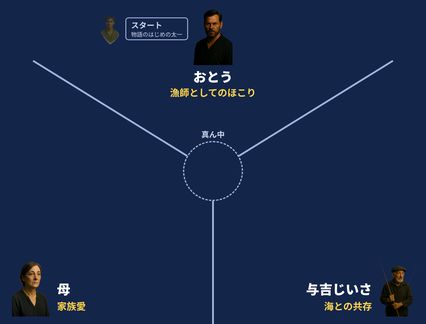 スタート
物語のはじめの太一
おとう
漁師としてのほこり
真ん中
母
家族愛
与吉じいさ
海との共存